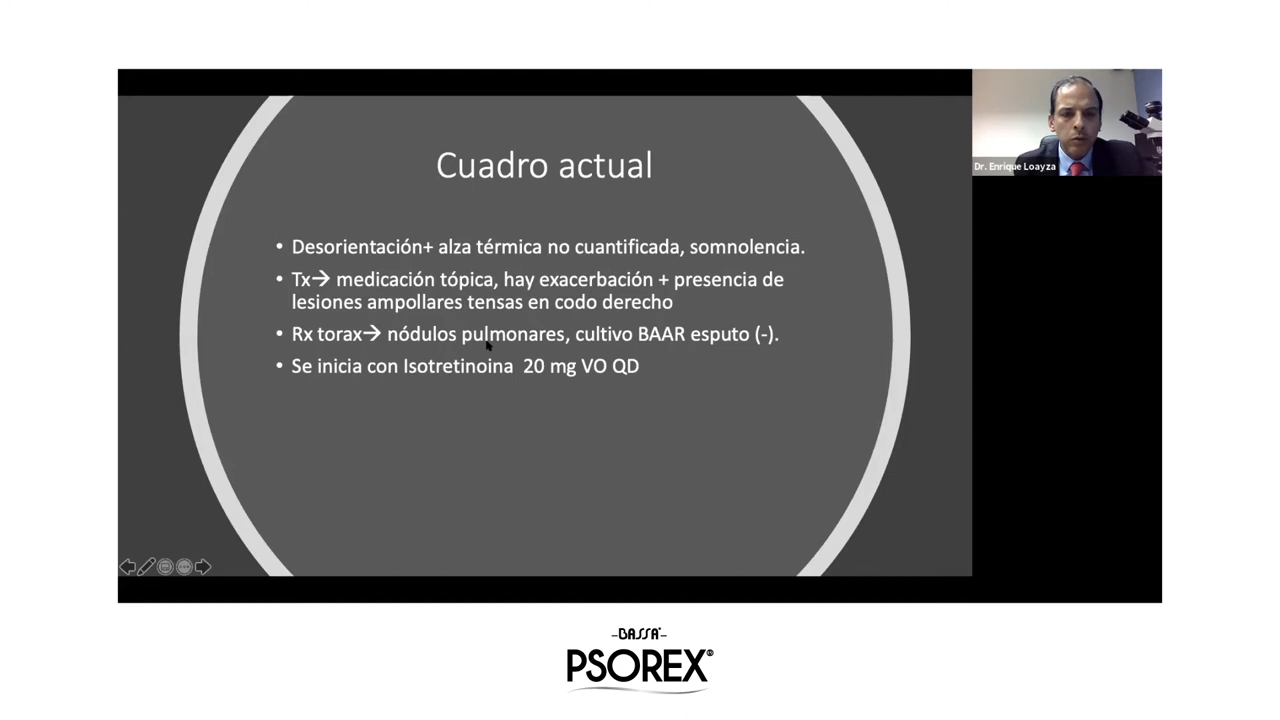 Cuadro actual
• Desorientación+ alza térmica no cuantificada, somnolencia.
• Tx→ medicación tópica, hay exacerbación + presencia de
lesiones ampollares tensas en codo derecho
• Rx torax→ nódulos pulmonares, cultivo BAAR esputo (-).
• Se inicia con Isotretinoina 20 mg VO QD
Dr. Enrique Loayza
–BASSA–
PSOREX®